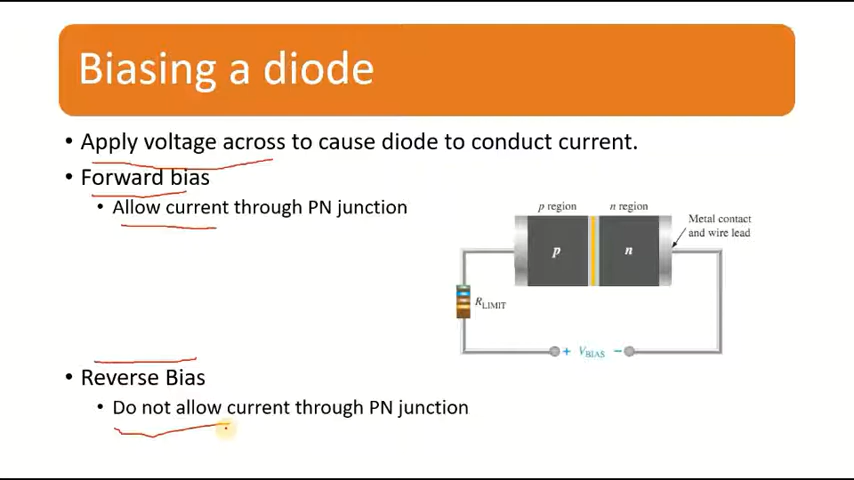 Biasing a diode
• Apply voltage across to cause diode to conduct current.
• Forward bias
• Allow current through PN junction
p region n region
Metal contact
and wire lead
p n
RLIMIT
+ VBIAS −
• Reverse Bias
• Do not allow current through PN junction